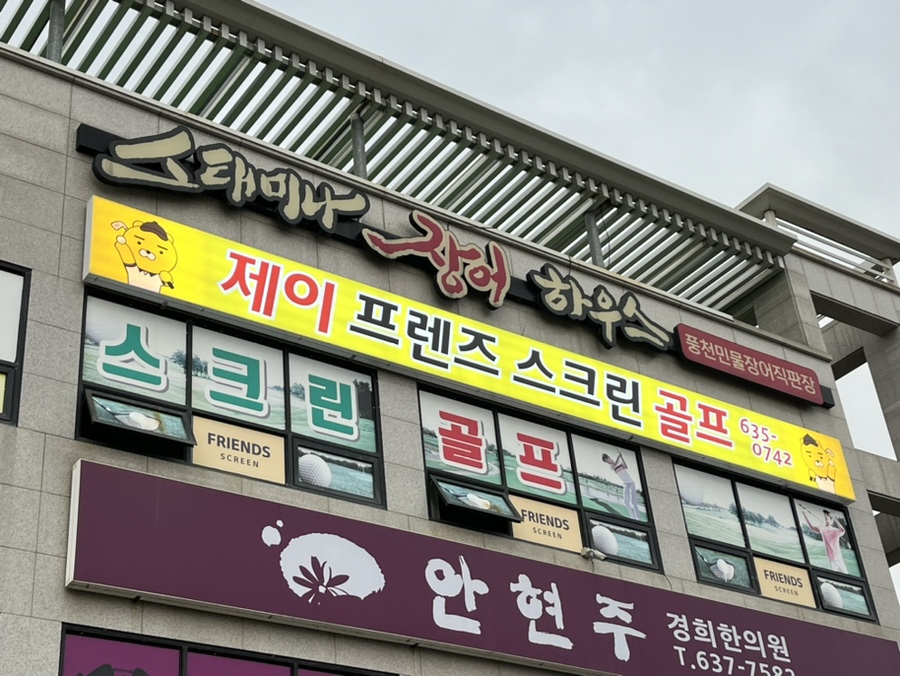 스태미나 장어 하우스
풍천민물장어직판장
제이 프렌즈 스크린 골프 635-0742
스크린 골프
FRIENDS SCREEN
FRIENDS SCREEN
FRIENDS SCREEN
안현주 경희한의원
T.637-7582